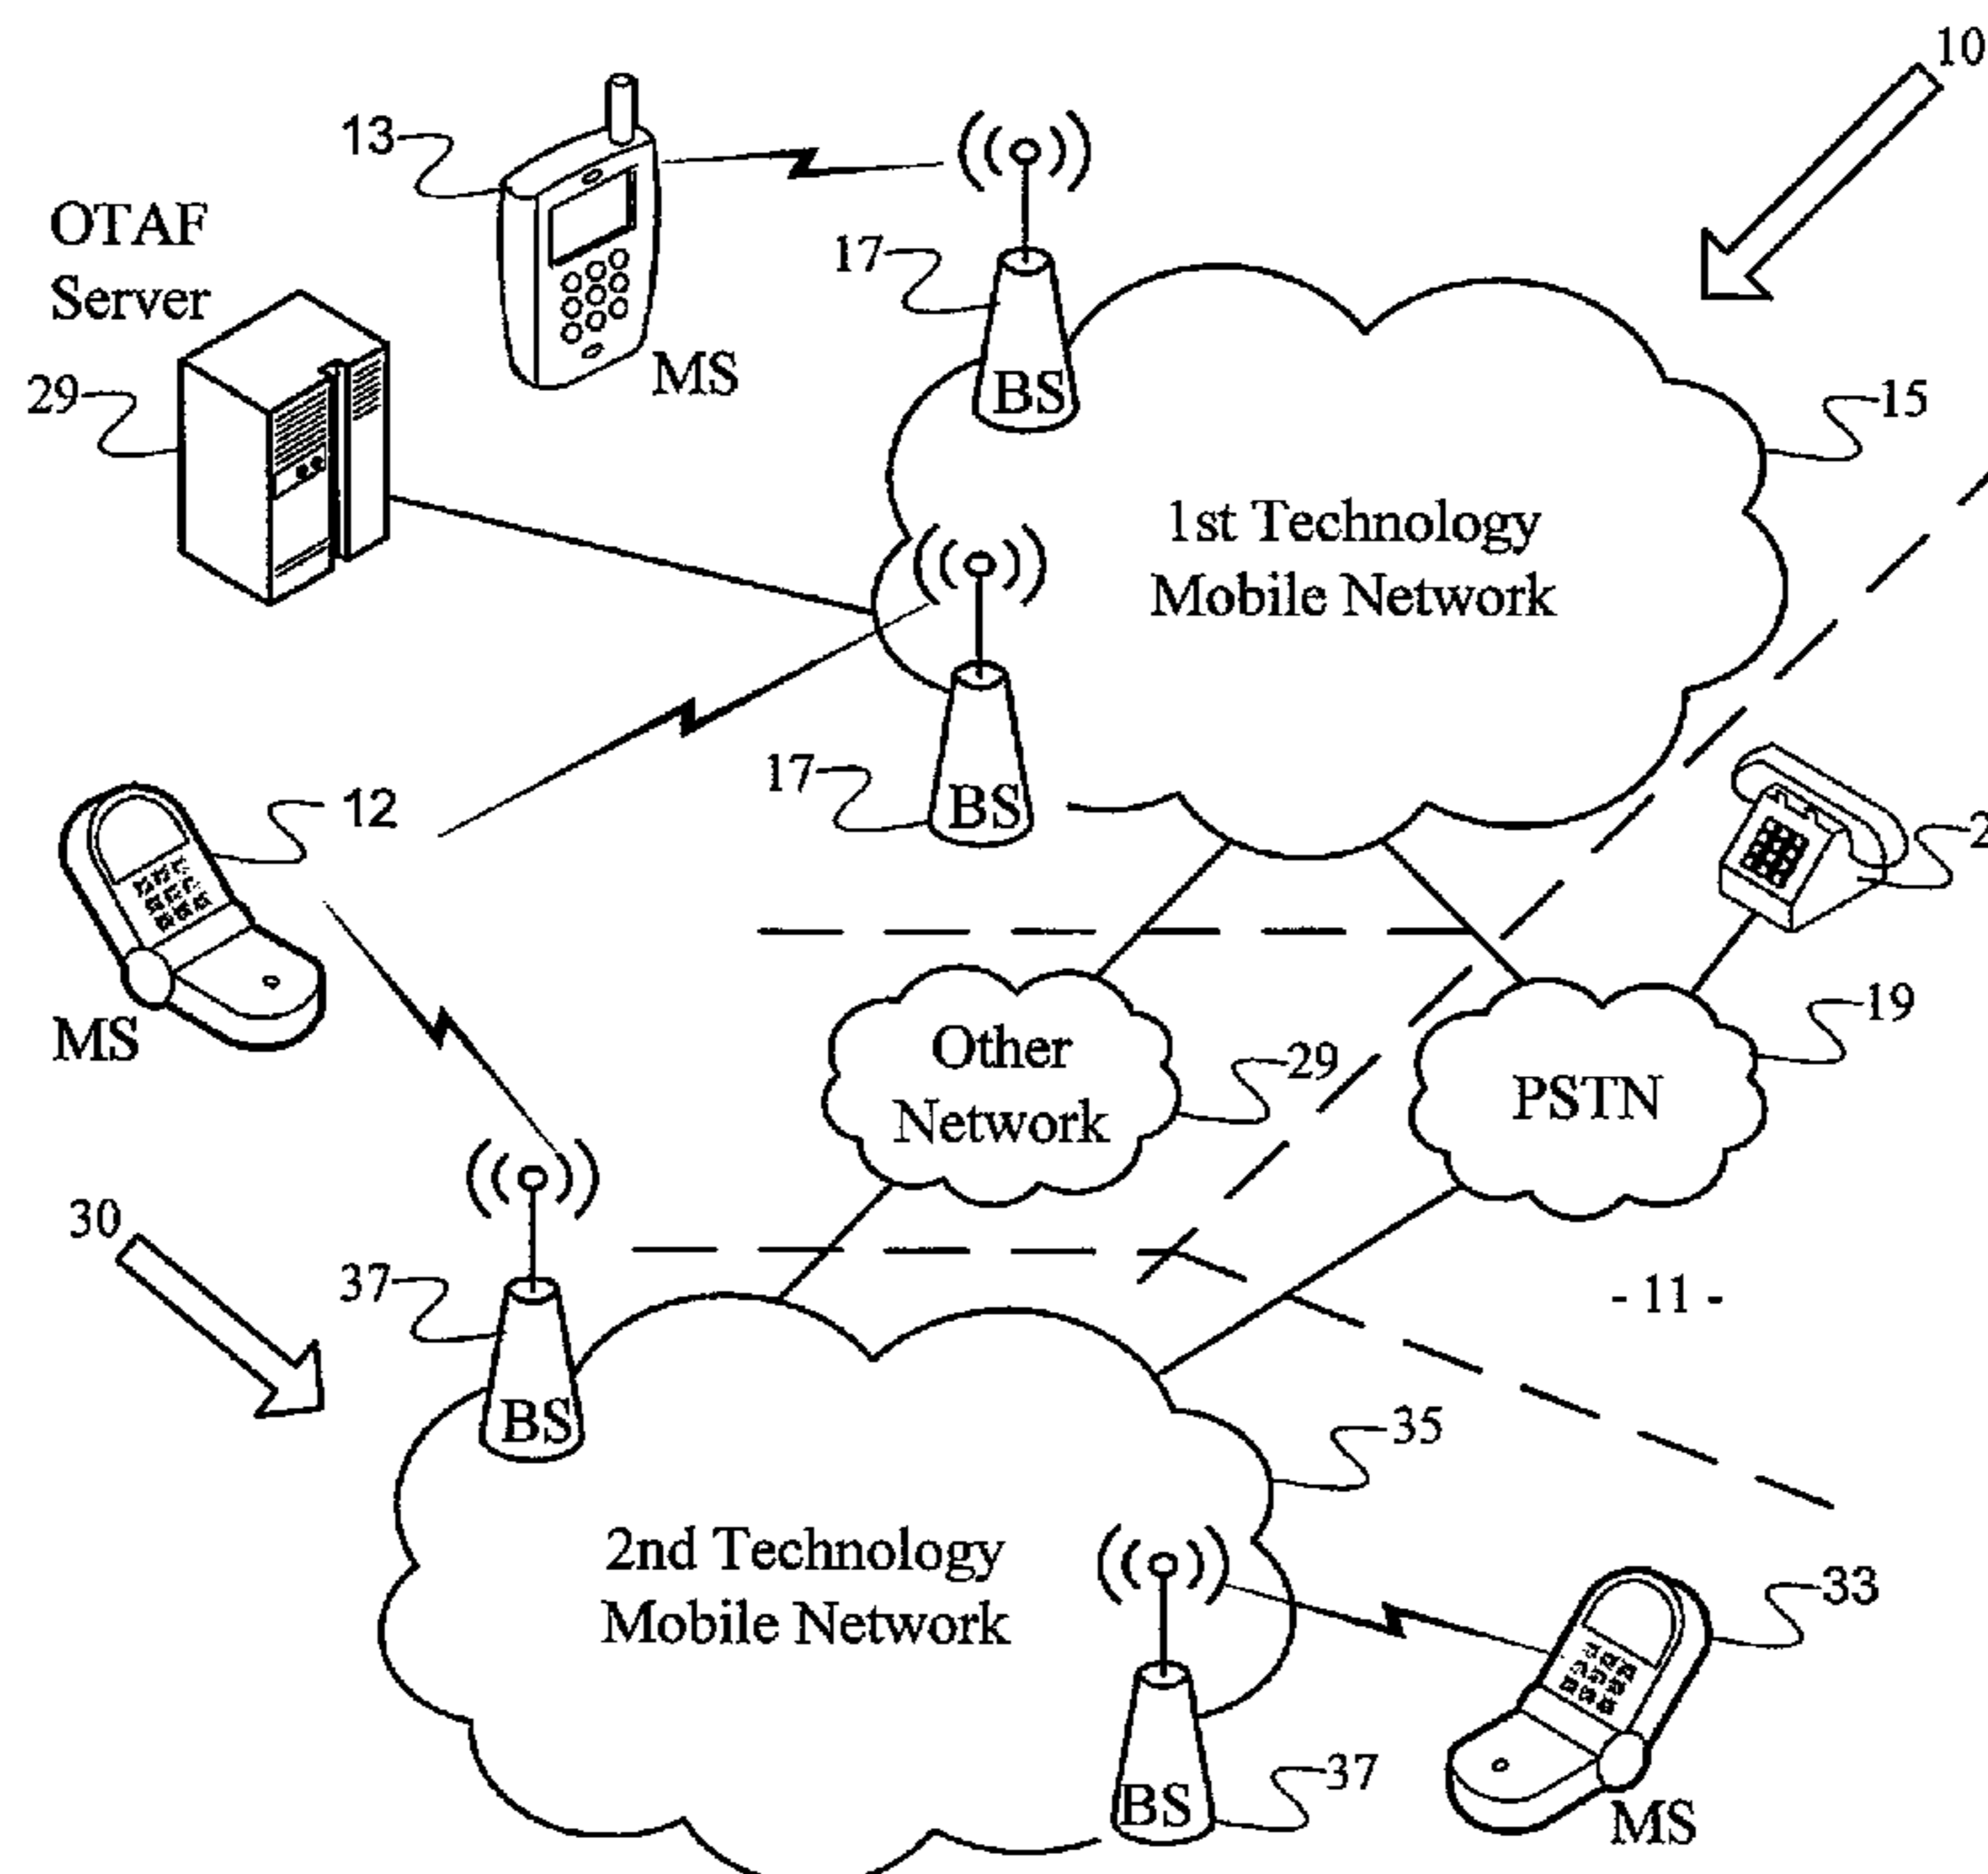 10
13
OTAF
Server
17
29
MS
BS
15
1st Technology
Mobile Network
17
BS
12
MS
19
Other
Network
29
PSTN
30
37
- 11 -
BS
35
2nd Technology
Mobile Network
33
37
BS
MS